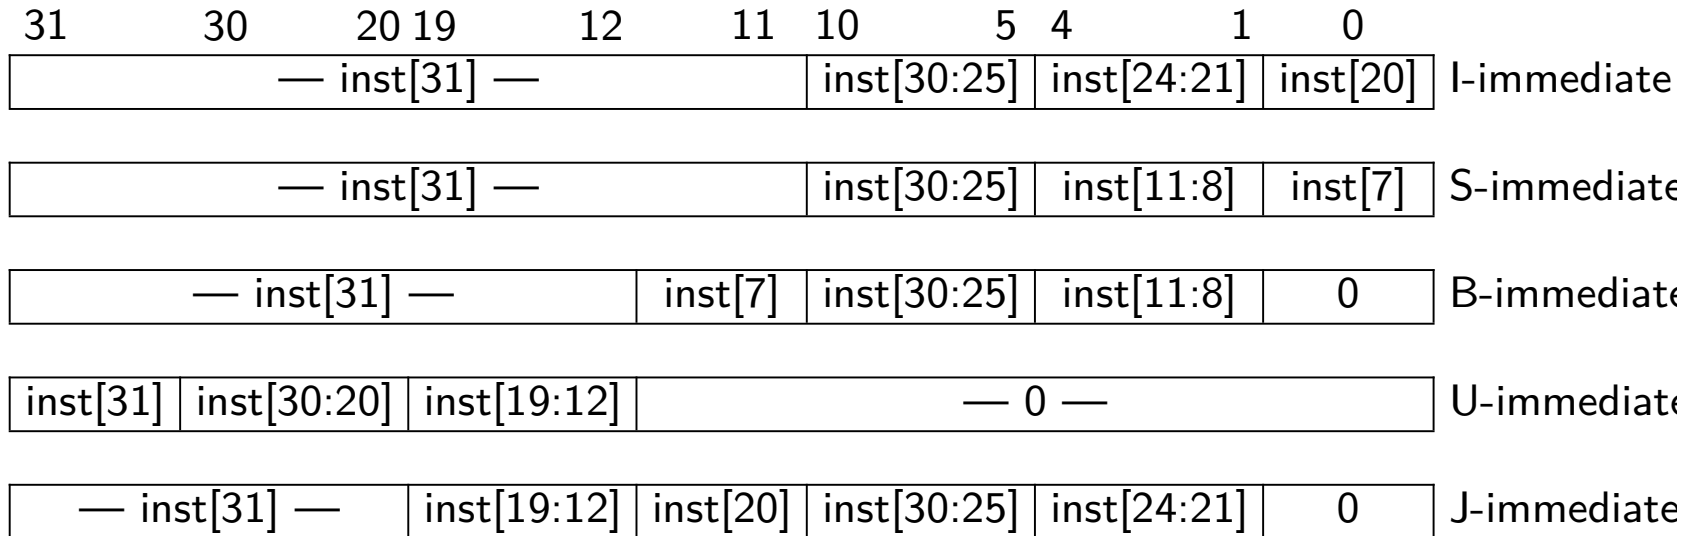 31 30 20 19 12 11 10 5 4 1 0
— inst[31] — inst[30:25] inst[24:21] inst[20] I-immediate
— inst[31] — inst[30:25] inst[11:8] inst[7] S-immediate
— inst[31] — inst[7] inst[30:25] inst[11:8] 0 B-immediate
inst[31] inst[30:20] inst[19:12] — 0 — U-immediate
— inst[31] — inst[19:12] inst[20] inst[30:25] inst[24:21] 0 J-immediate